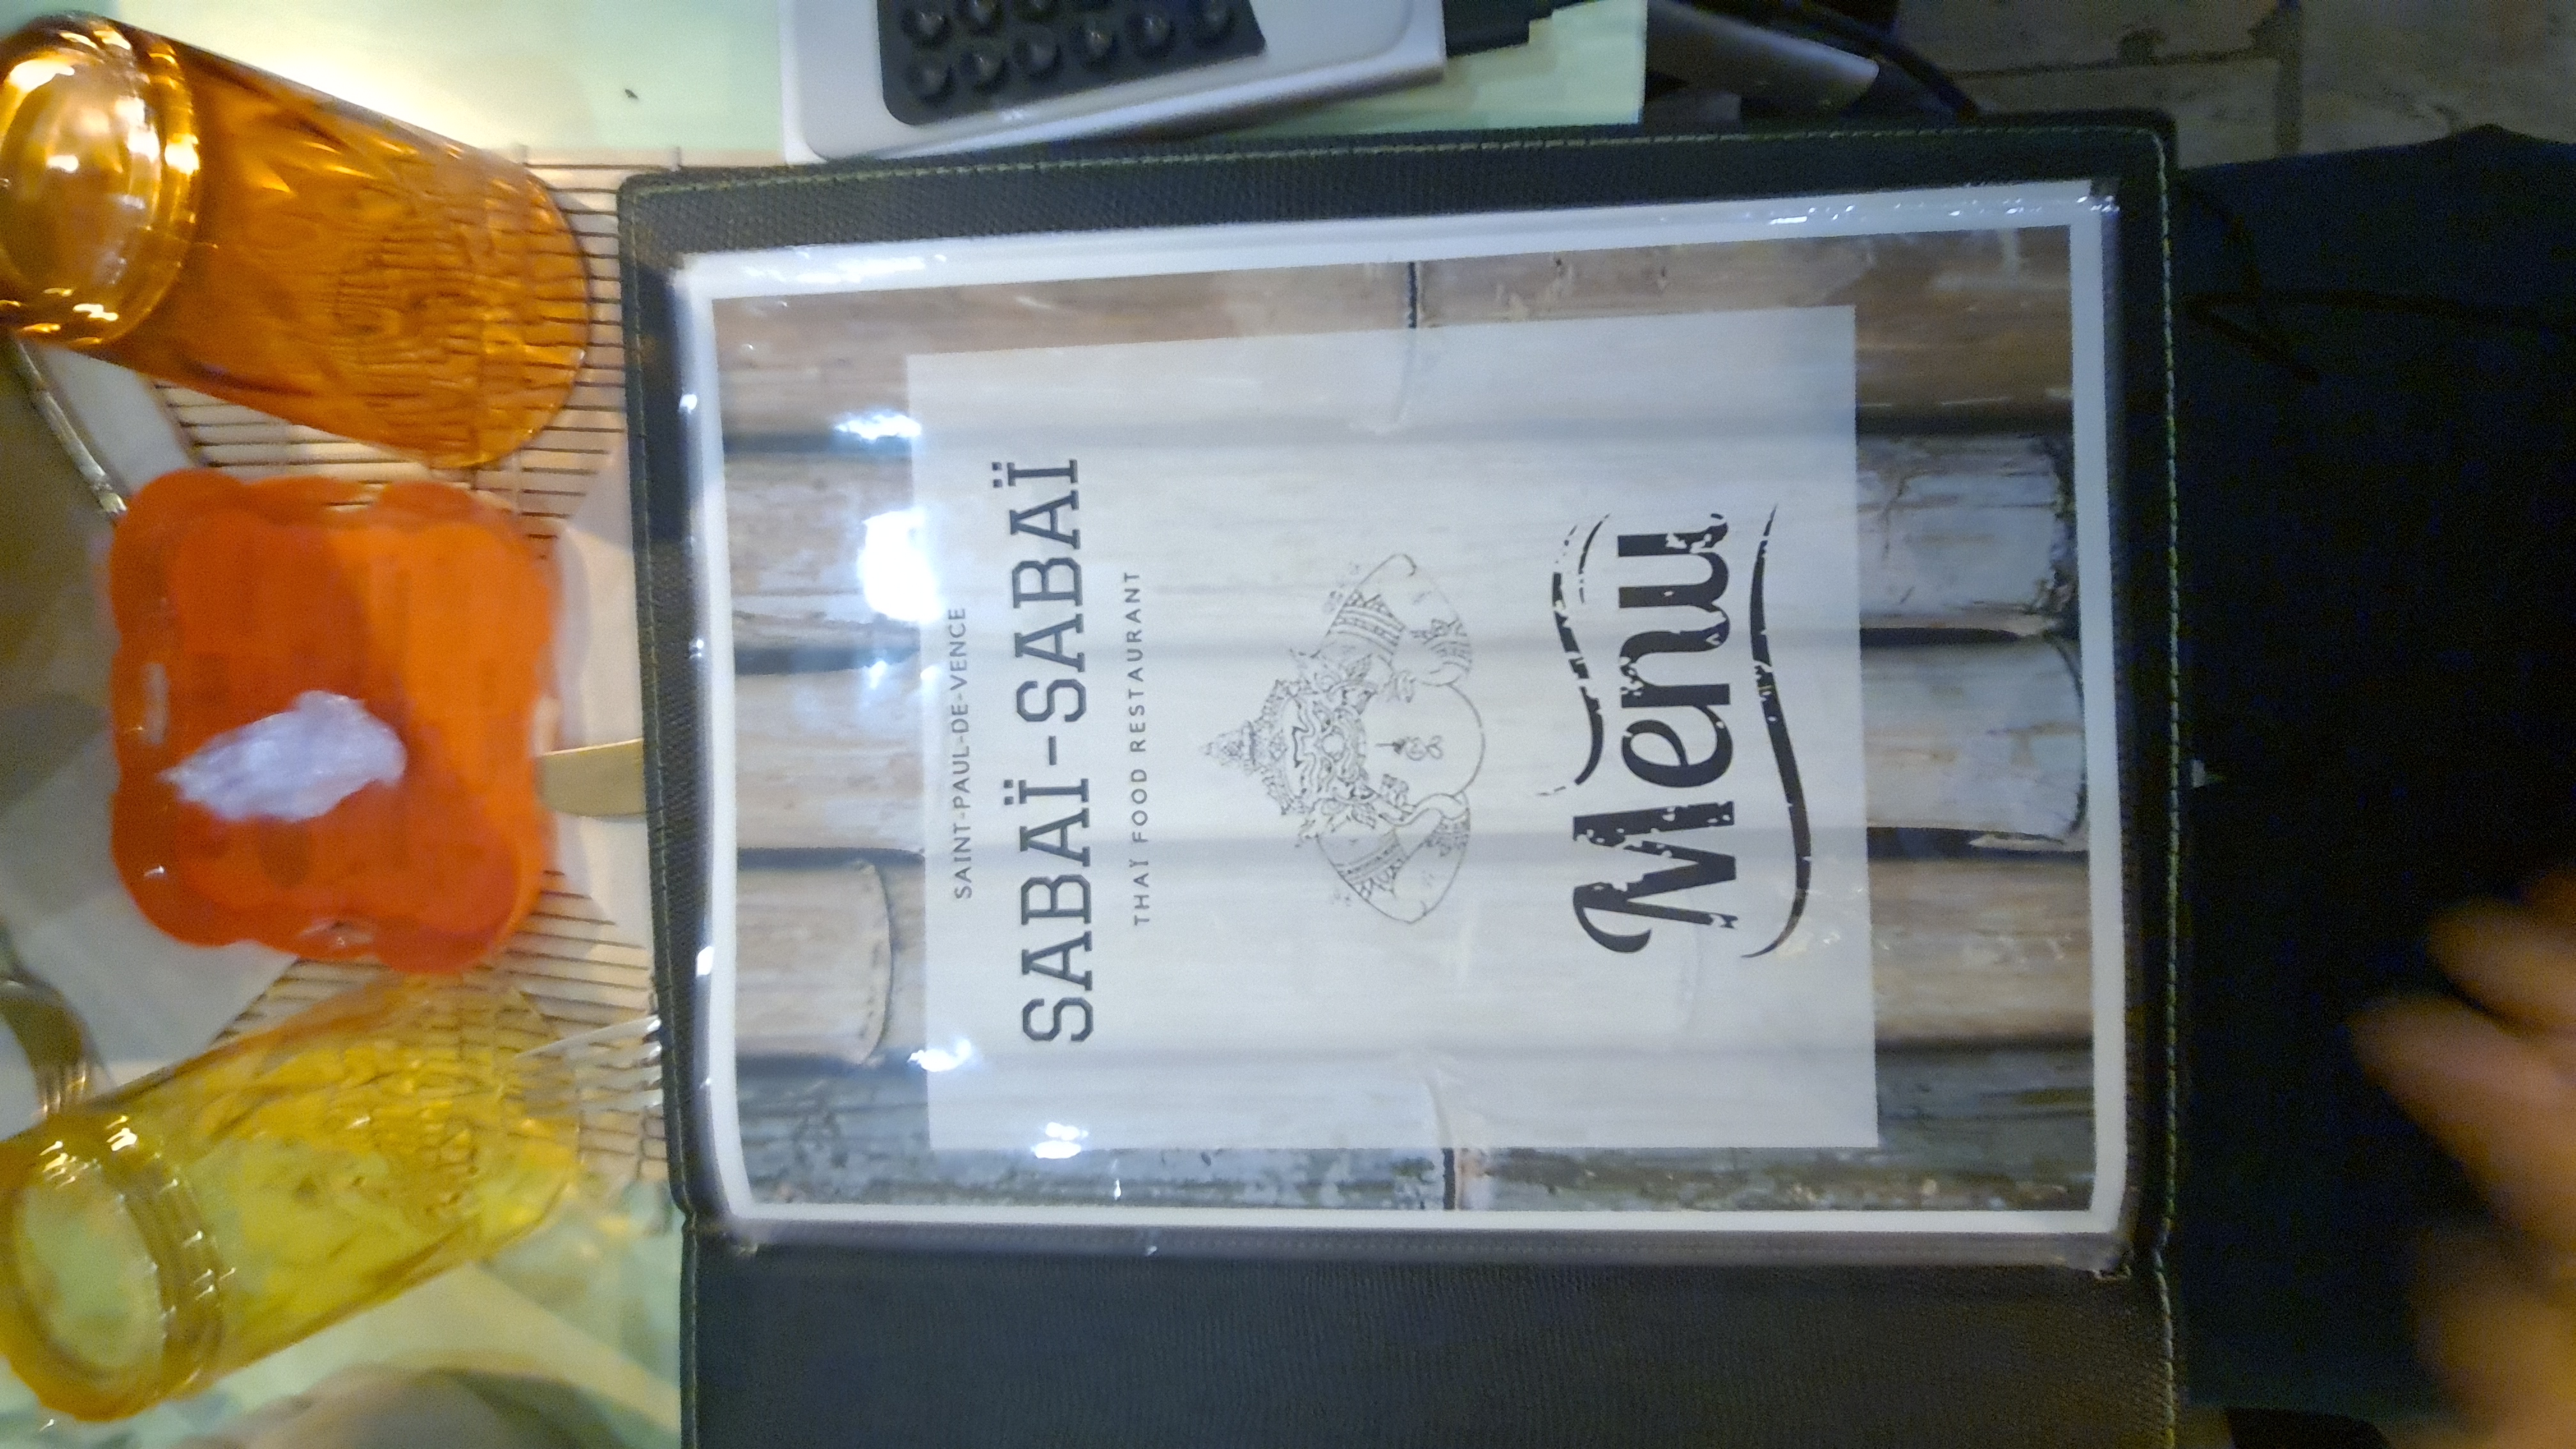 SAINT-PAUL-DE-VENCE
SABAÏ-SABAÏ
THAÏ FOOD RESTAURANT
Menu